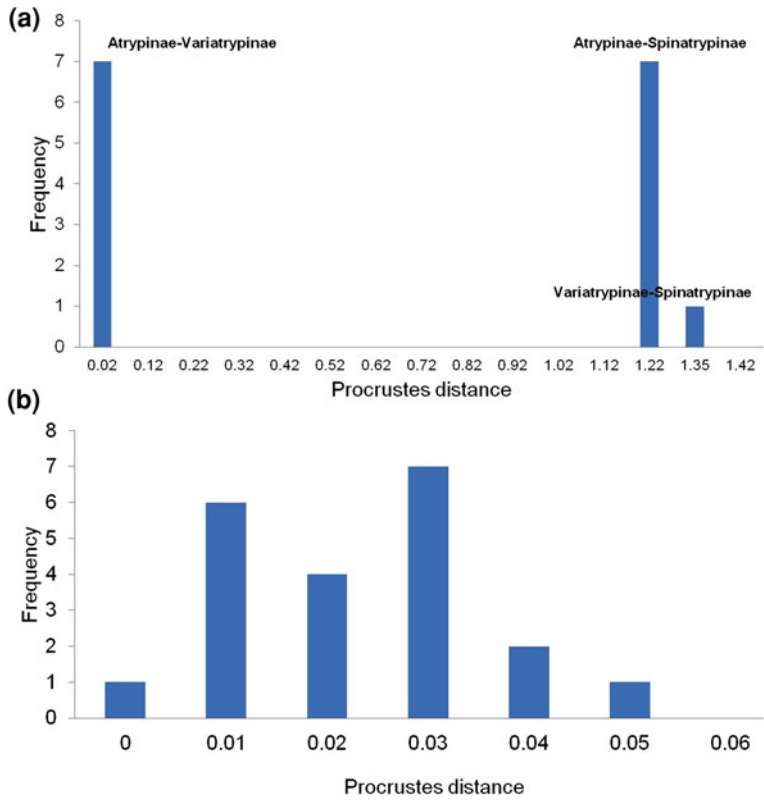 (a)
Atrypinae-Variatrypinae Atrypinae-Spinatrypinae
8
7
6
5
4
3
2
1
0
Frequency
Variatrypinae-Spinatrypinae
0.02 0.12 0.22 0.32 0.42 0.52 0.62 0.72 0.82 0.92 1.02 1.12 1.22 1.35 1.42
Procrustes distance
(b)
8
7
6
5
4
3
2
1
0
Frequency
0 0.01 0.02 0.03 0.04 0.05 0.06
Procrustes distance